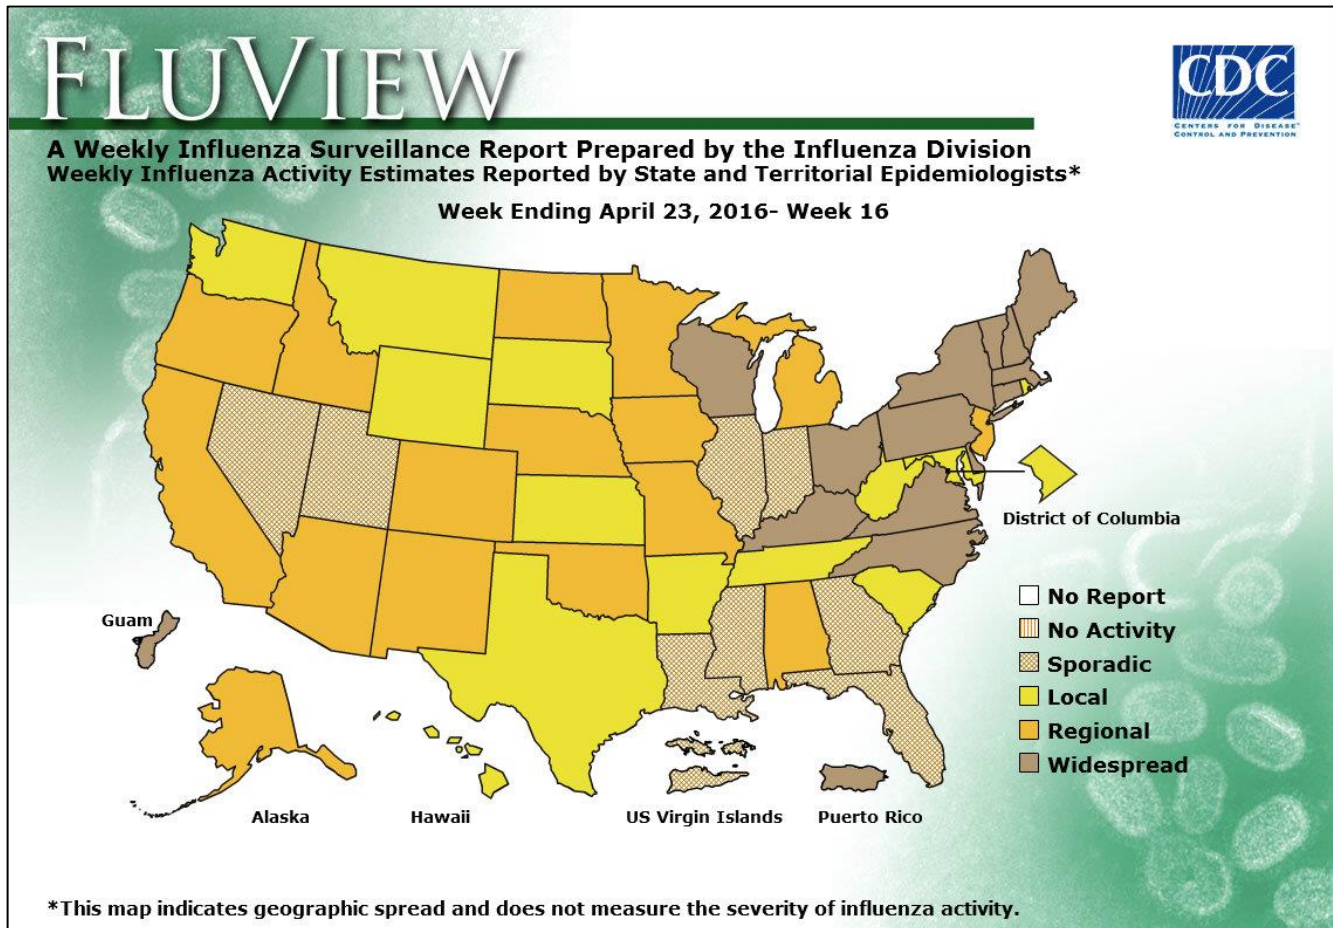 FLUVIEW
CDC
CENTERS FOR DISEASE™
CONTROL AND PREVENTION
A Weekly Influenza Surveillance Report Prepared by the Influenza Division
Weekly Influenza Activity Estimates Reported by State and Territorial Epidemiologists*
Week Ending April 23, 2016- Week 16
District of Columbia
No Report
No Activity
Sporadic
Local
Regional
Widespread
Guam
Alaska
Hawaii
US Virgin Islands
Puerto Rico
*This map indicates geographic spread and does not measure the severity of influenza activity.